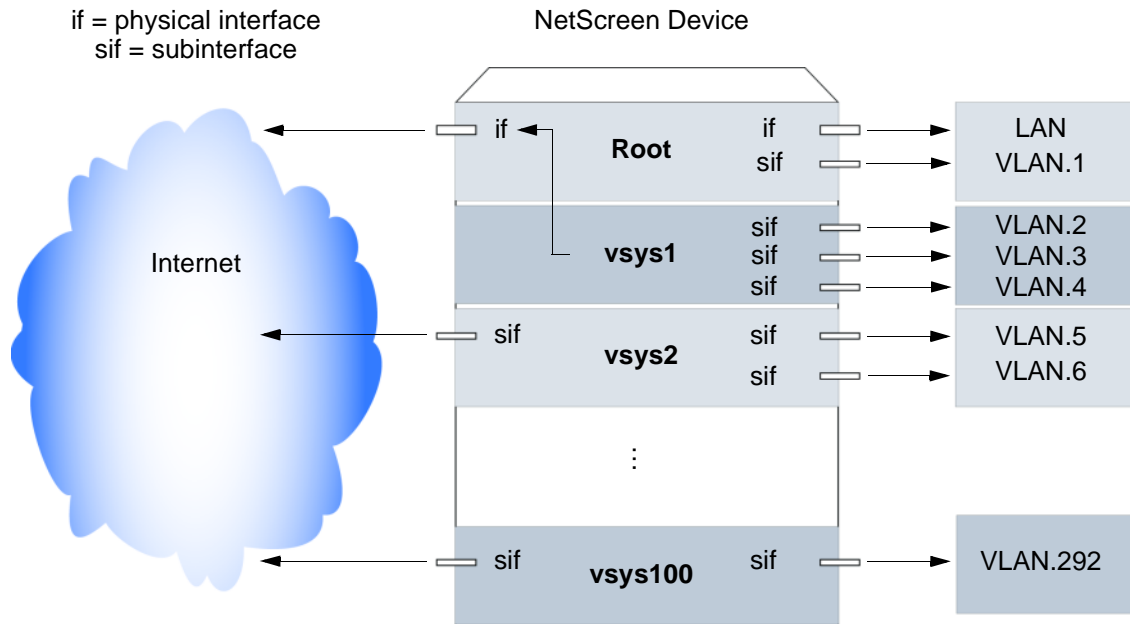 if = physical interface
sif = subinterface
NetScreen Device
Internet
if
Root
if
LAN
sif
VLAN.1
vsys1
sif
VLAN.2
sif
VLAN.3
sif
VLAN.4
sif
vsys2
sif
VLAN.5
sif
VLAN.6
⋮
sif
vsys100
sif
VLAN.292